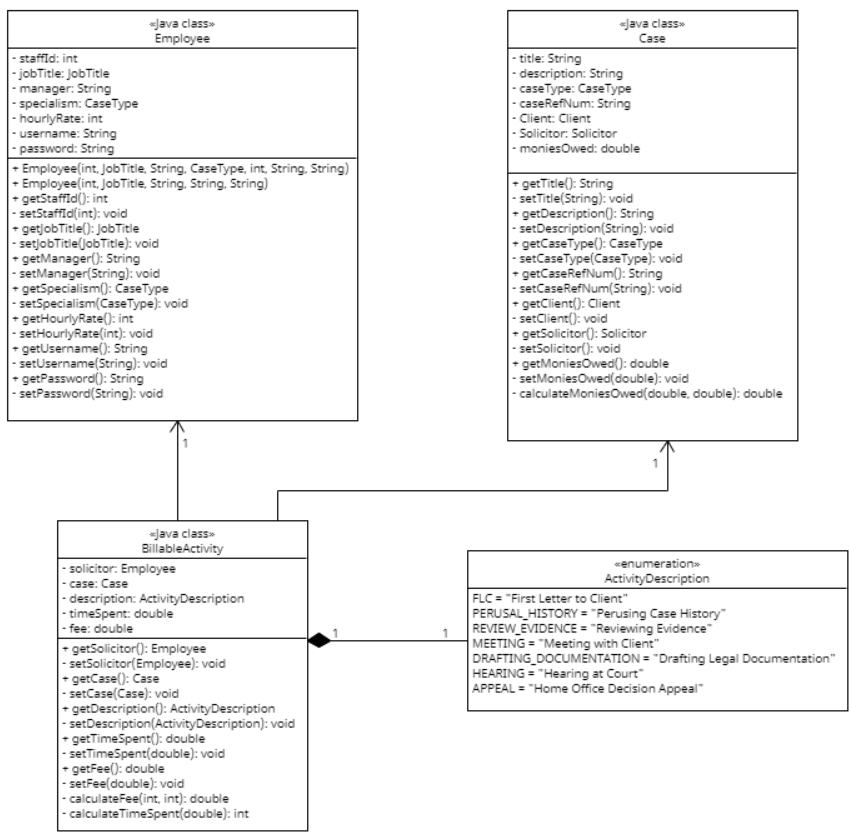 «Java class»
Employee
- staffId: int
- jobTitle: JobTitle
- manager: String
- specialism: CaseType
- hourlyRate: int
- username: String
- password: String
+ Employee(int, JobTitle, String, CaseType, int, String, String)
+ Employee(int, JobTitle, String, String, String)
+ getStaffId(): int
- setStaffId(int): void
+ getJobTitle(): JobTitle
- setJobTitle(JobTitle): void
+ getManager(): String
- setManager(String): void
+ getSpecialism(): CaseType
- setSpecialism(CaseType): void
+ getHourlyRate(): int
- setHourlyRate(int): void
+ getUsername(): String
- setUsername(String): void
+ getPassword(): String
- setPassword(String): void
«Java class»
Case
- title: String
- description: String
- caseType: CaseType
- caseRefNum: String
- Client: Client
- Solicitor: Solicitor
- moniesOwed: double
+ getTitle(): String
- setTitle(String): void
+ getDescription(): String
- setDescription(String): void
+ getCaseType(): CaseType
- setCaseType(CaseType): void
+ getCaseRefNum(): String
- setCaseRefNum(String): void
+ getClient(): Client
- setClient(): void
+ getSolicitor(): Solicitor
- setSolicitor(): void
+ getMoniesOwed(): double
- setMoniesOwed(double): void
- calculateMoniesOwed(double, double): double
1
1
«Java class»
BillableActivity
- solicitor: Employee
- case: Case
- description: ActivityDescription
- timeSpent: double
- fee: double
+ getSolicitor(): Employee
- setSolicitor(Employee): void
+ getCase(): Case
- setCase(Case): void
+ getDescription(): ActivityDescription
- setDescription(ActivityDescription): void
+ getTimeSpent(): double
- setTimeSpent(double): void
+ getFee(): double
- setFee(double): void
- calculateFee(int, int): double
- calculateTimeSpent(double): int
1
1
«enumeration»
ActivityDescription
FLC = "First Letter to Client"
PERUSAL_HISTORY = "Perusing Case History"
REVIEW_EVIDENCE = "Reviewing Evidence"
MEETING = "Meeting with Client"
DRAFTING_DOCUMENTATION = "Drafting Legal Documentation"
HEARING = "Hearing at Court"
APPEAL = "Home Office Decision Appeal"